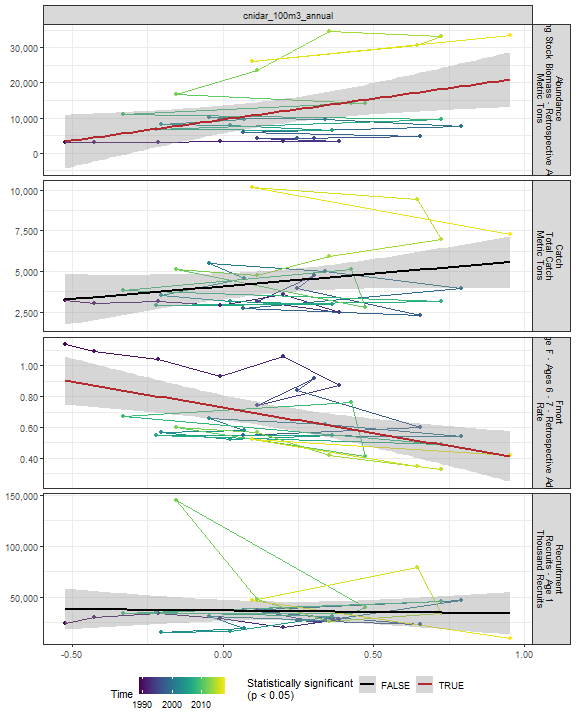 cnidar_100m3_annual
30,000
20,000
10,000
0
Abundance
Stock Biomass - Retrospective
Metric Tons
10,000
7,500
5,000
2,500
Catch
Total Catch
Metric Tons
1.00
0.80
0.60
0.40
Fmort
F - Ages 6 - 7 - Retrospective
Rate
150,000
100,000
50,000
Recruitment
Recruits - Age 1
Thousand Recruits
-0.50 0.00 0.50 1.00
Time
1990 2000 2010
Statistically significant
(p < 0.05)
FALSE TRUE